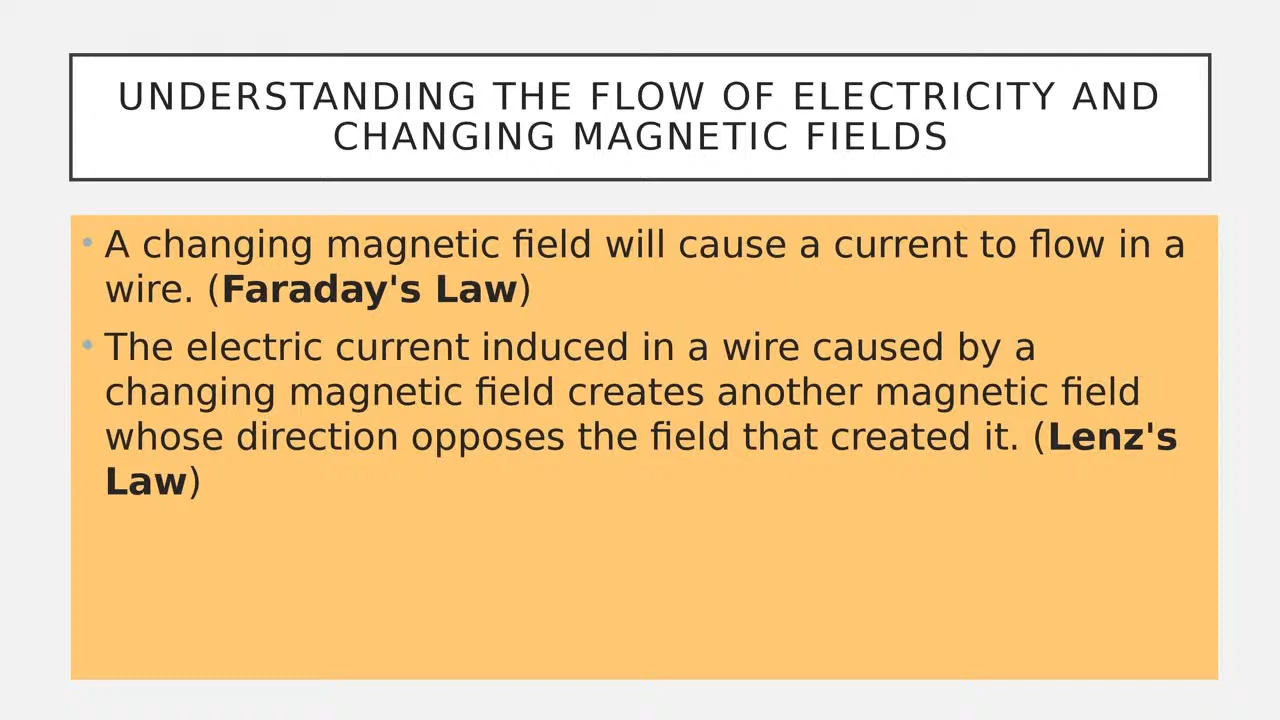 UNDERSTANDING THE FLOW OF ELECTRICITY AND
CHANGING MAGNETIC FIELDS
• A changing magnetic field will cause a current to flow in a
wire. (Faraday's Law)
• The electric current induced in a wire caused by a
changing magnetic field creates another magnetic field
whose direction opposes the field that created it. (Lenz's
Law)